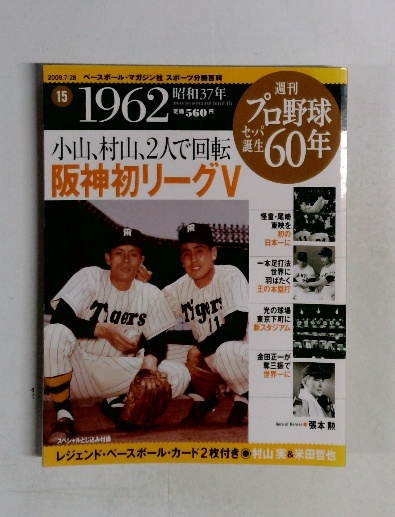 2009.7.28 ベースボール・マガジン社 スポーツ分冊百科
15
1962 昭和37年
定価560円
週刊
プロ野球
セ・パ誕生60年
小山、村山、2人で回転
阪神初リーグV
怪童・尾崎
東映を
初の
日本一に
一本足打法
世界に
羽ばたく
王の本塁打
光の球場
東京下町に
新スタジアム
金田正一が
奪三振で
世界一に
Hero of Heroes ● 張本 勲
Tigers
Tigers
11
スペシャルとじ込み付録
レジェンド・ベースボール・カード2枚付き◉村山 実&米田哲也